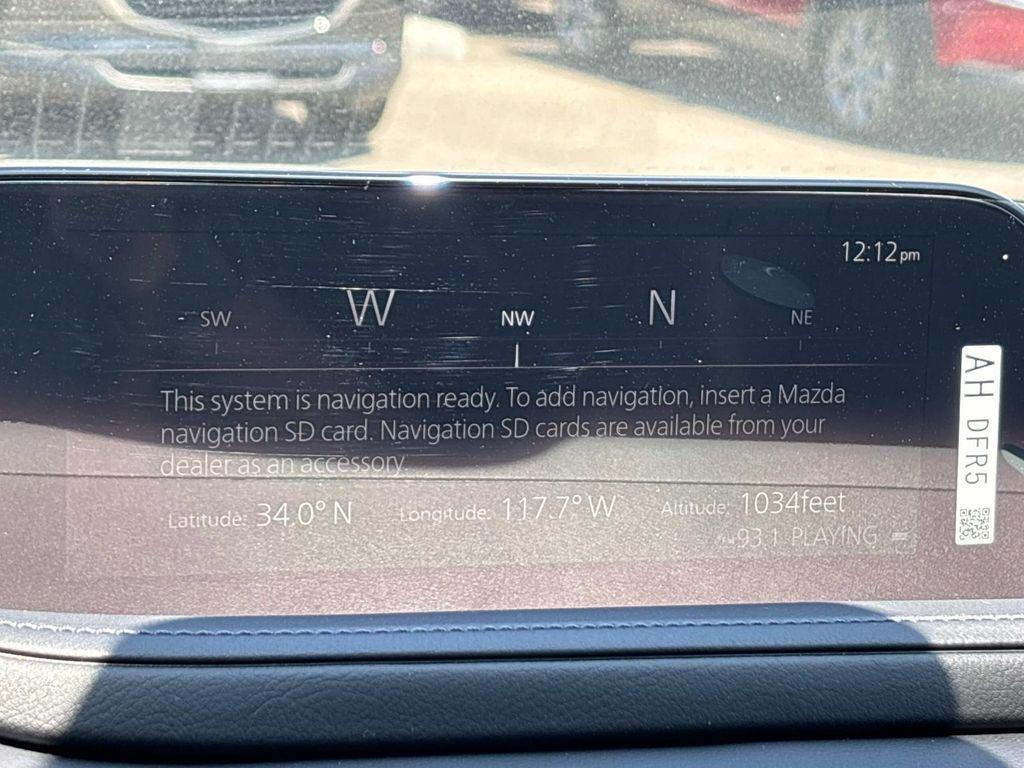 12:12pm
SW W NW N NE
This system is navigation ready. To add navigation, insert a Mazda
navigation SD card. Navigation SD cards are available from your
dealer as an accessory.
Latitude: 34.0° N Longitude: 117.7° W Altitude: 1034feet
93.1 PLAYING
AH DFR5